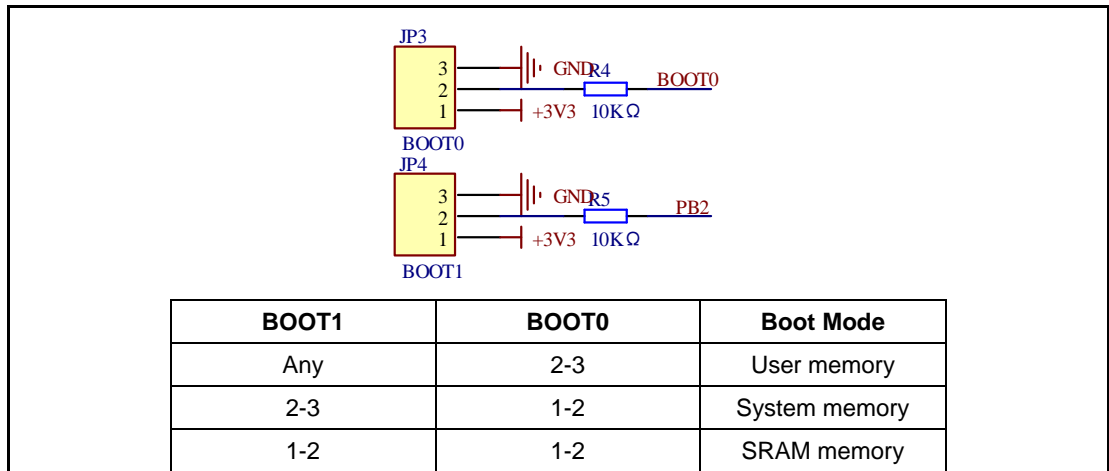 JP3
3 GND R4 BOOT0
2
1 +3V3 10KΩ
BOOT0
JP4
3 GND R5 PB2
2
1 +3V3 10KΩ
BOOT1
BOOT1 BOOT0 Boot Mode
Any 2-3 User memory
2-3 1-2 System memory
1-2 1-2 SRAM memory